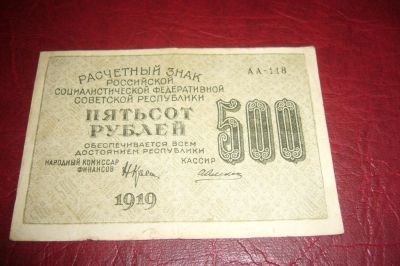 РАСЧЕТНЫЙ ЗНАК
РОССИЙСКОЙ
СОЦИАЛИСТИЧЕСКОЙ ФЕДЕРАТИВНОЙ
СОВЕТСКОЙ РЕСПУБЛИКИ
АА-118
ПЯТЬСОТ
РУБЛЕЙ
500
ОБЕСПЕЧИВАЕТСЯ ВСЕМ
ДОСТОЯНИЕМ РЕСПУБЛИКИ
НАРОДНЫЙ КОМИССАР
ФИНАНСОВ
КАССИР
1919